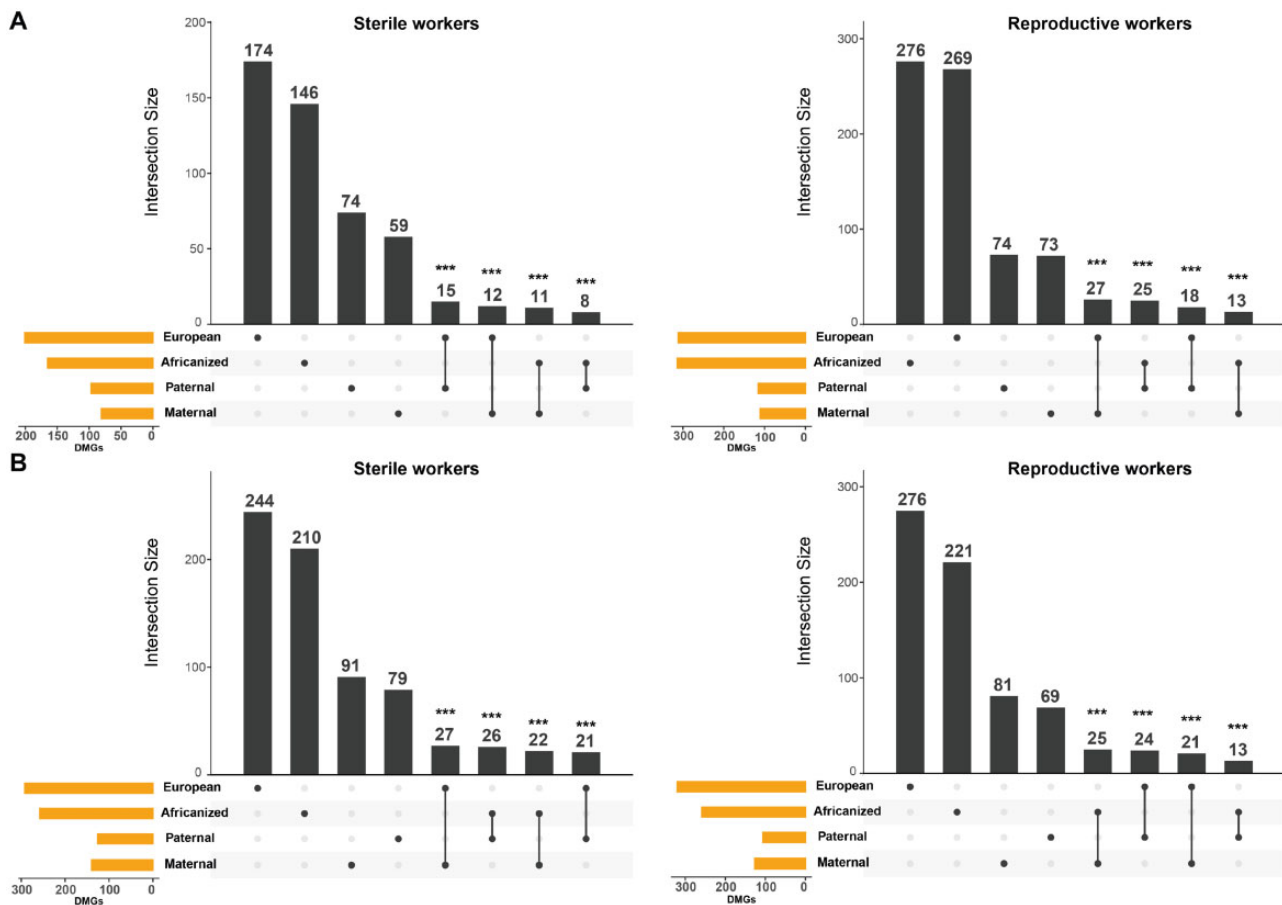 A
Sterile workers
Intersection Size
200
150
100
50
0
174
146
74
59
***
15
***
12
***
11
***
8
European
Africanized
Paternal
Maternal
200 150 100 50 0
DMGs
Reproductive workers
Intersection Size
300
200
100
0
276
269
74
73
***
27
***
25
***
18
***
13
European
Africanized
Paternal
Maternal
300 200 100 0
DMGs
B
Sterile workers
Intersection Size
200
100
0
244
210
91
79
***
27
***
26
***
22
***
21
European
Africanized
Paternal
Maternal
300 200 100 0
DMGs
Reproductive workers
Intersection Size
300
200
100
0
276
221
81
69
***
25
***
24
***
21
***
13
European
Africanized
Paternal
Maternal
300 200 100 0
DMGs